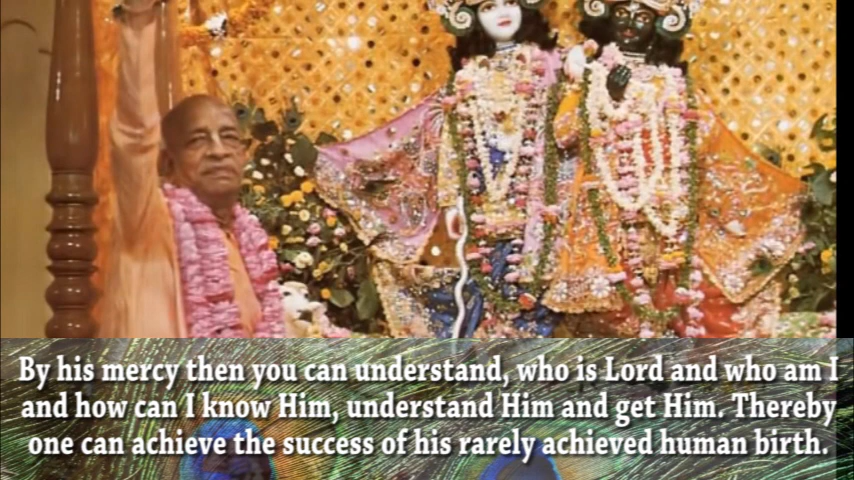 By his mercy then you can understand, who is Lord and who am I
and how can I know Him, understand Him and get Him. Thereby
one can achieve the success of his rarely achieved human birth.